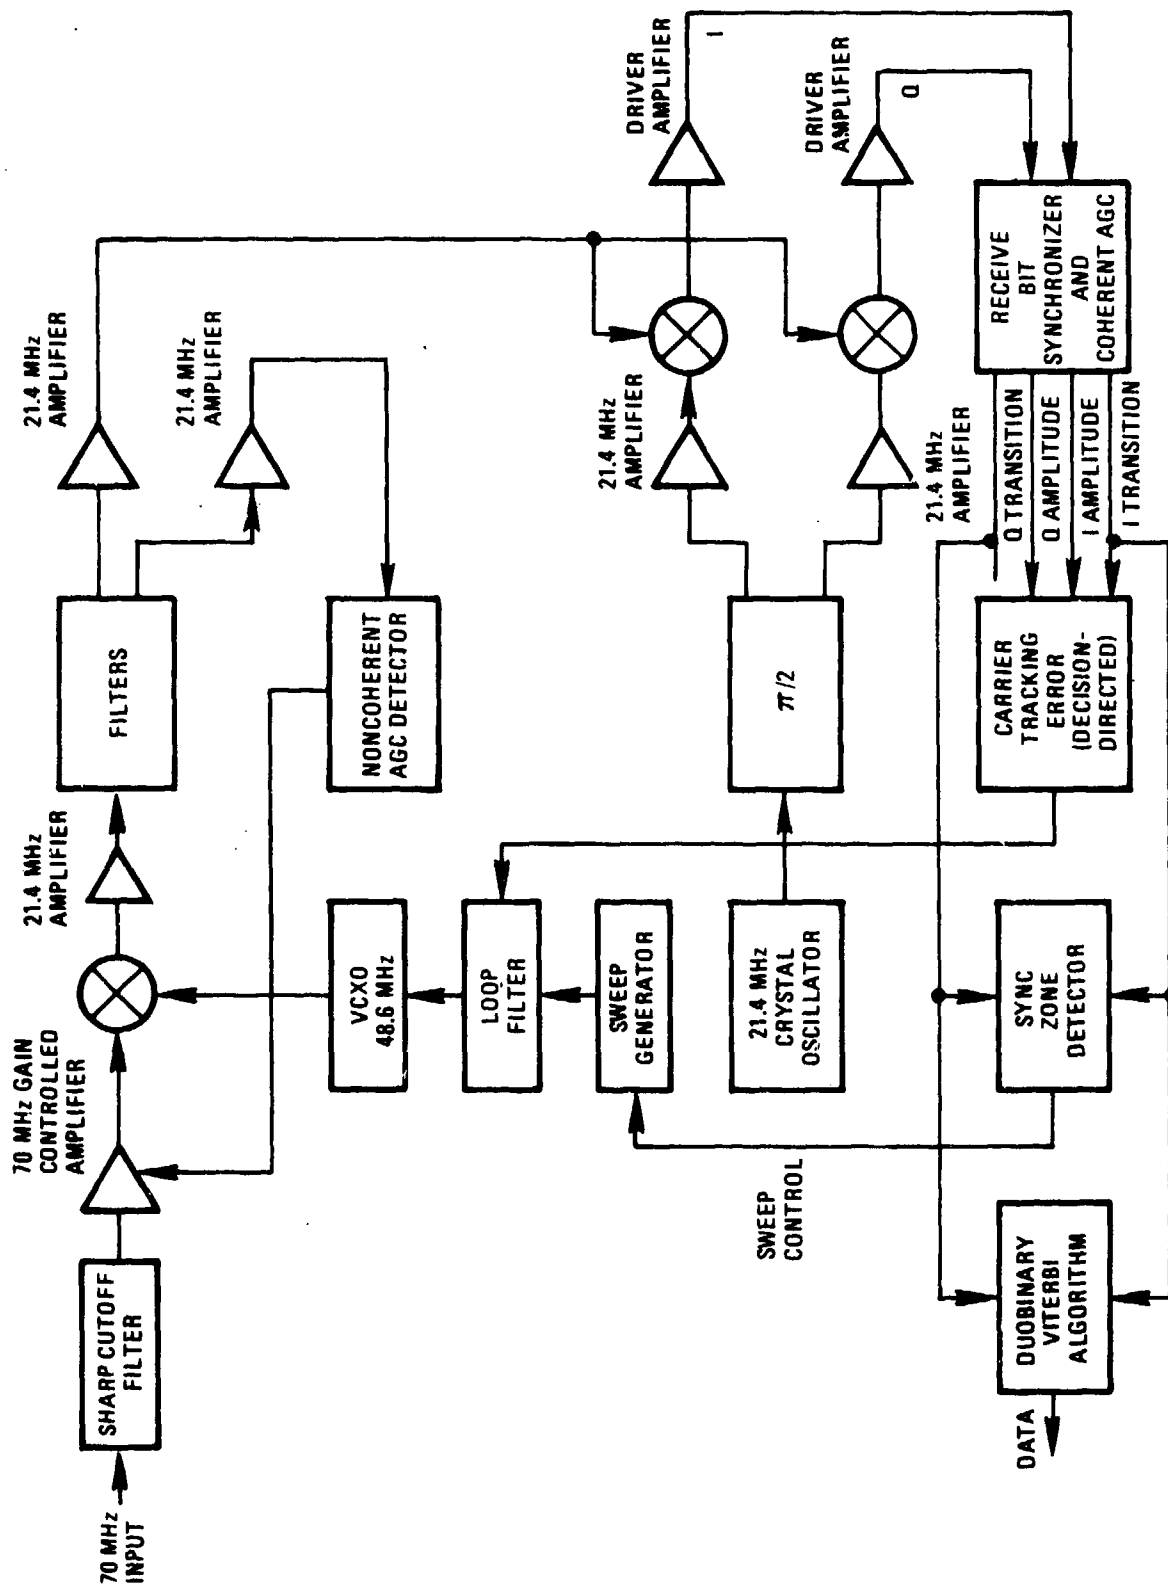 70 MHz
INPUT
SHARP CUTOFF
FILTER
70 MHz GAIN
CONTROLLED
AMPLIFIER
21.4 MHz
AMPLIFIER
FILTERS
21.4 MHz
AMPLIFIER
21.4 MHz
AMPLIFIER
NONCOHERENT
AGC DETECTOR
VCXO
48.6 MHz
LOOP
FILTER
SWEEP
GENERATOR
21.4 MHz
CRYSTAL
OSCILLATOR
π/2
21.4 MHz
AMPLIFIER
21.4 MHz
AMPLIFIER
DRIVER
AMPLIFIER
I
DRIVER
AMPLIFIER
Q
SWEEP
CONTROL
DATA
DUOBINARY
VITERBI
ALGORITHM
SYNC
ZONE
DETECTOR
CARRIER
TRACKING
ERROR
(DECISION-
DIRECTED)
Q TRANSITION
Q AMPLITUDE
I AMPLITUDE
I TRANSITION
RECEIVE
BIT
SYNCHRONIZER
AND
COHERENT AGC